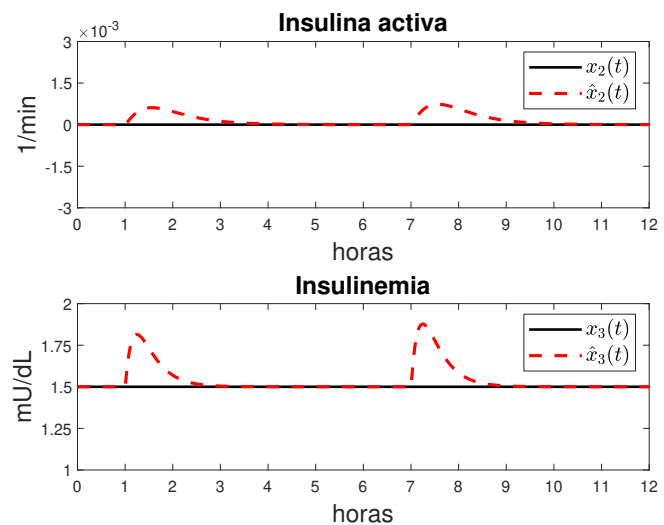 Insulina activa
×10⁻³
3
1.5
0
-1.5
-3
1/min
x₂(t)
x̂₂(t)
0 1 2 3 4 5 6 7 8 9 10 11 12
horas
Insulinemia
2
1.75
1.5
1.25
1
mU/dL
x₃(t)
x̂₃(t)
0 1 2 3 4 5 6 7 8 9 10 11 12
horas